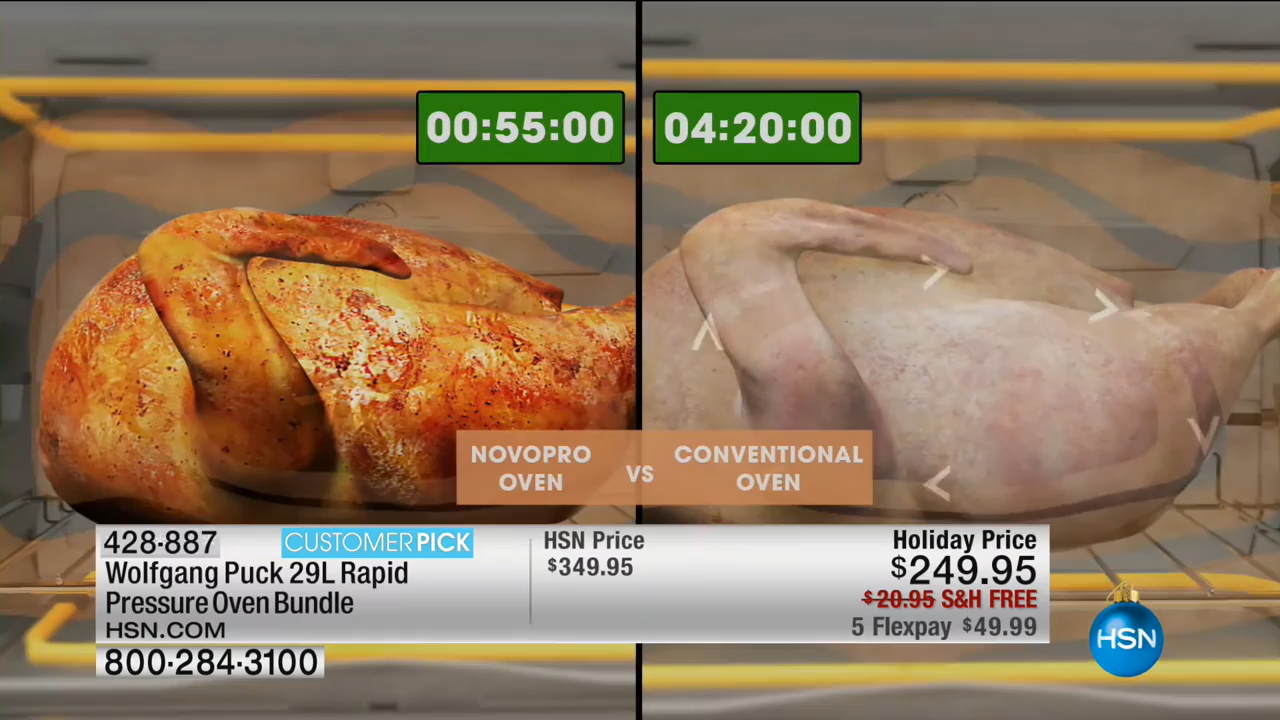 00:55:00
04:20:00
NOVOPRO
OVEN
VS
CONVENTIONAL
OVEN
428-887
CUSTOMERPICK
Wolfgang Puck 29L Rapid
Pressure Oven Bundle
HSN.COM
800-284-3100
HSN Price
$349.95
Holiday Price
$249.95
$20.95 S&H FREE
5 Flexpay $49.99
HSN